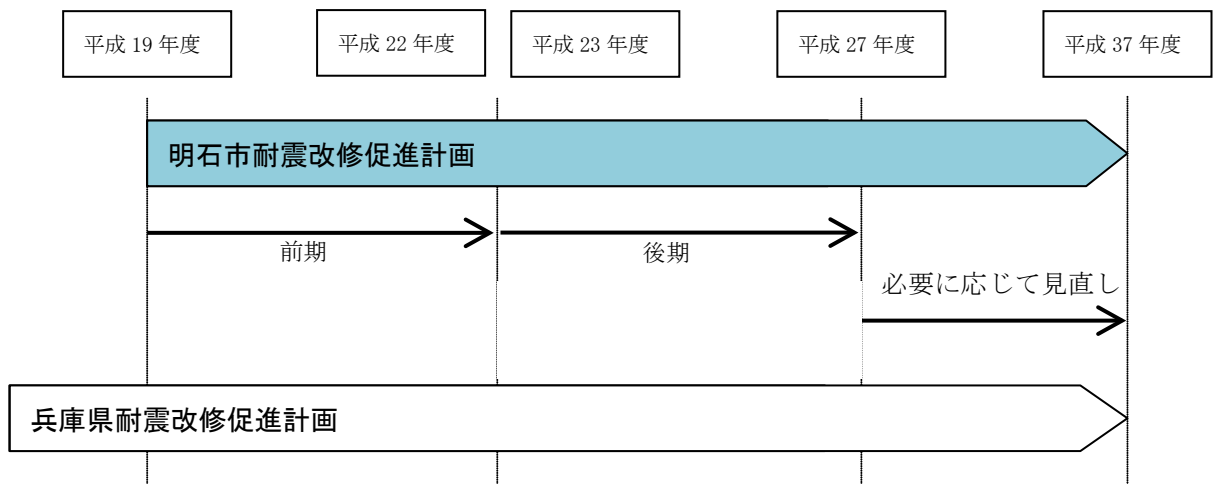 平成 19 年度
平成 22 年度
平成 23 年度
平成 27 年度
平成 37 年度
明石市耐震改修促進計画
前期
後期
必要に応じて見直し
兵庫県耐震改修促進計画